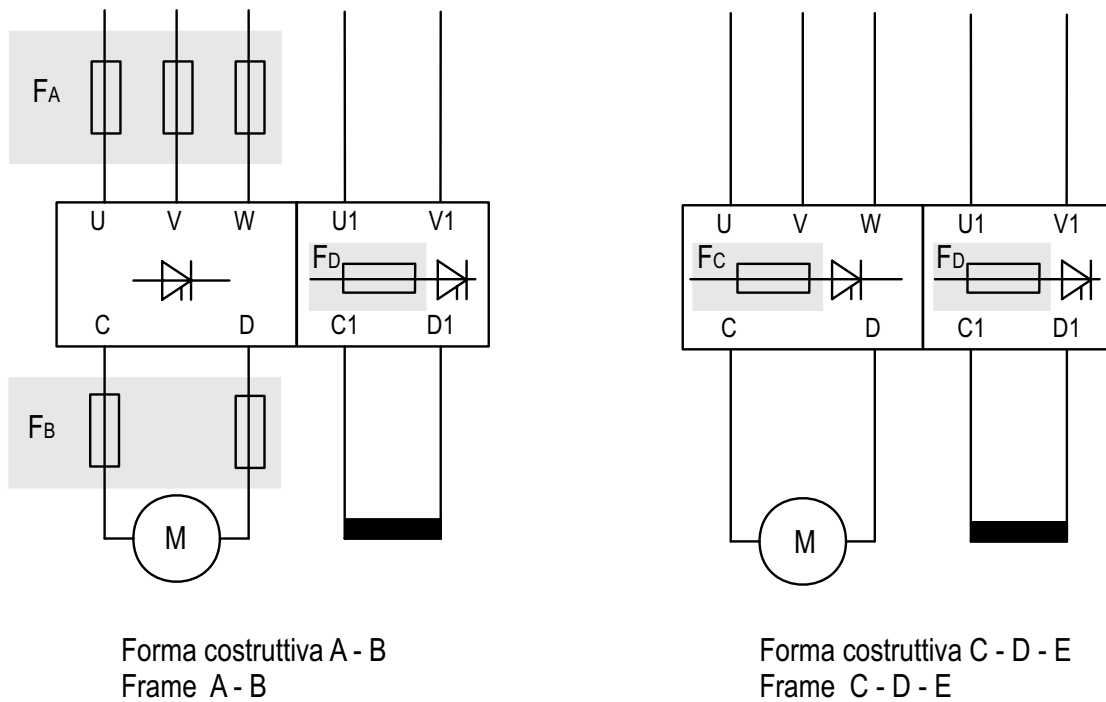 FA
U V W U1 V1
FD
C D C1 D1
FB
M
Forma costruttiva A - B
Frame A - B
U V W U1 V1
FC FD
C D C1 D1
M
Forma costruttiva C - D - E
Frame C - D - E